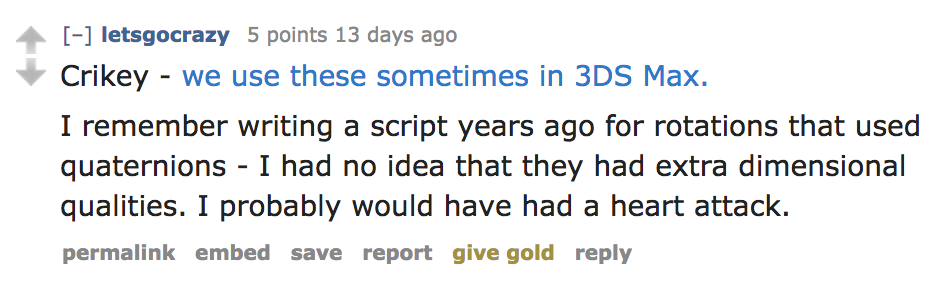 [–] letsgocrazy 5 points 13 days ago
Crikey - we use these sometimes in 3DS Max.
I remember writing a script years ago for rotations that used
quaternions - I had no idea that they had extra dimensional
qualities. I probably would have had a heart attack.
permalink embed save report give gold reply